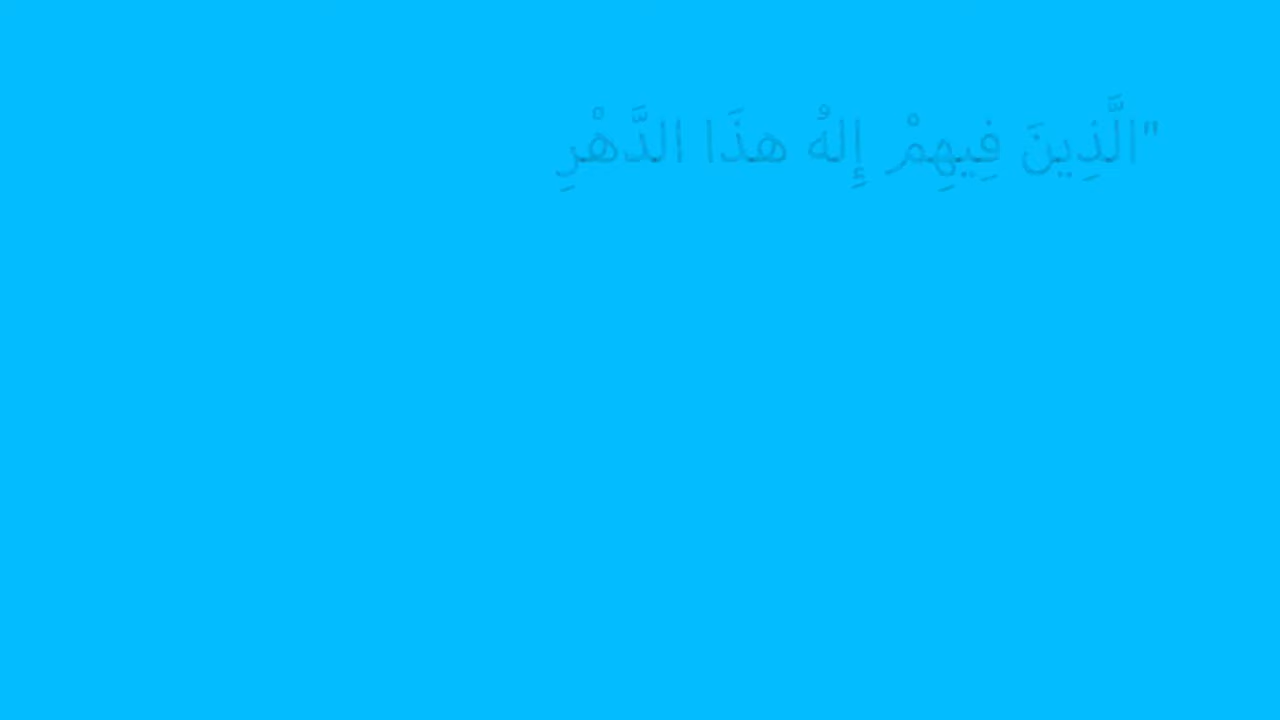 "الَّذِينَ فِيهِمْ إِلهُ هذَا الدَّهْرِ